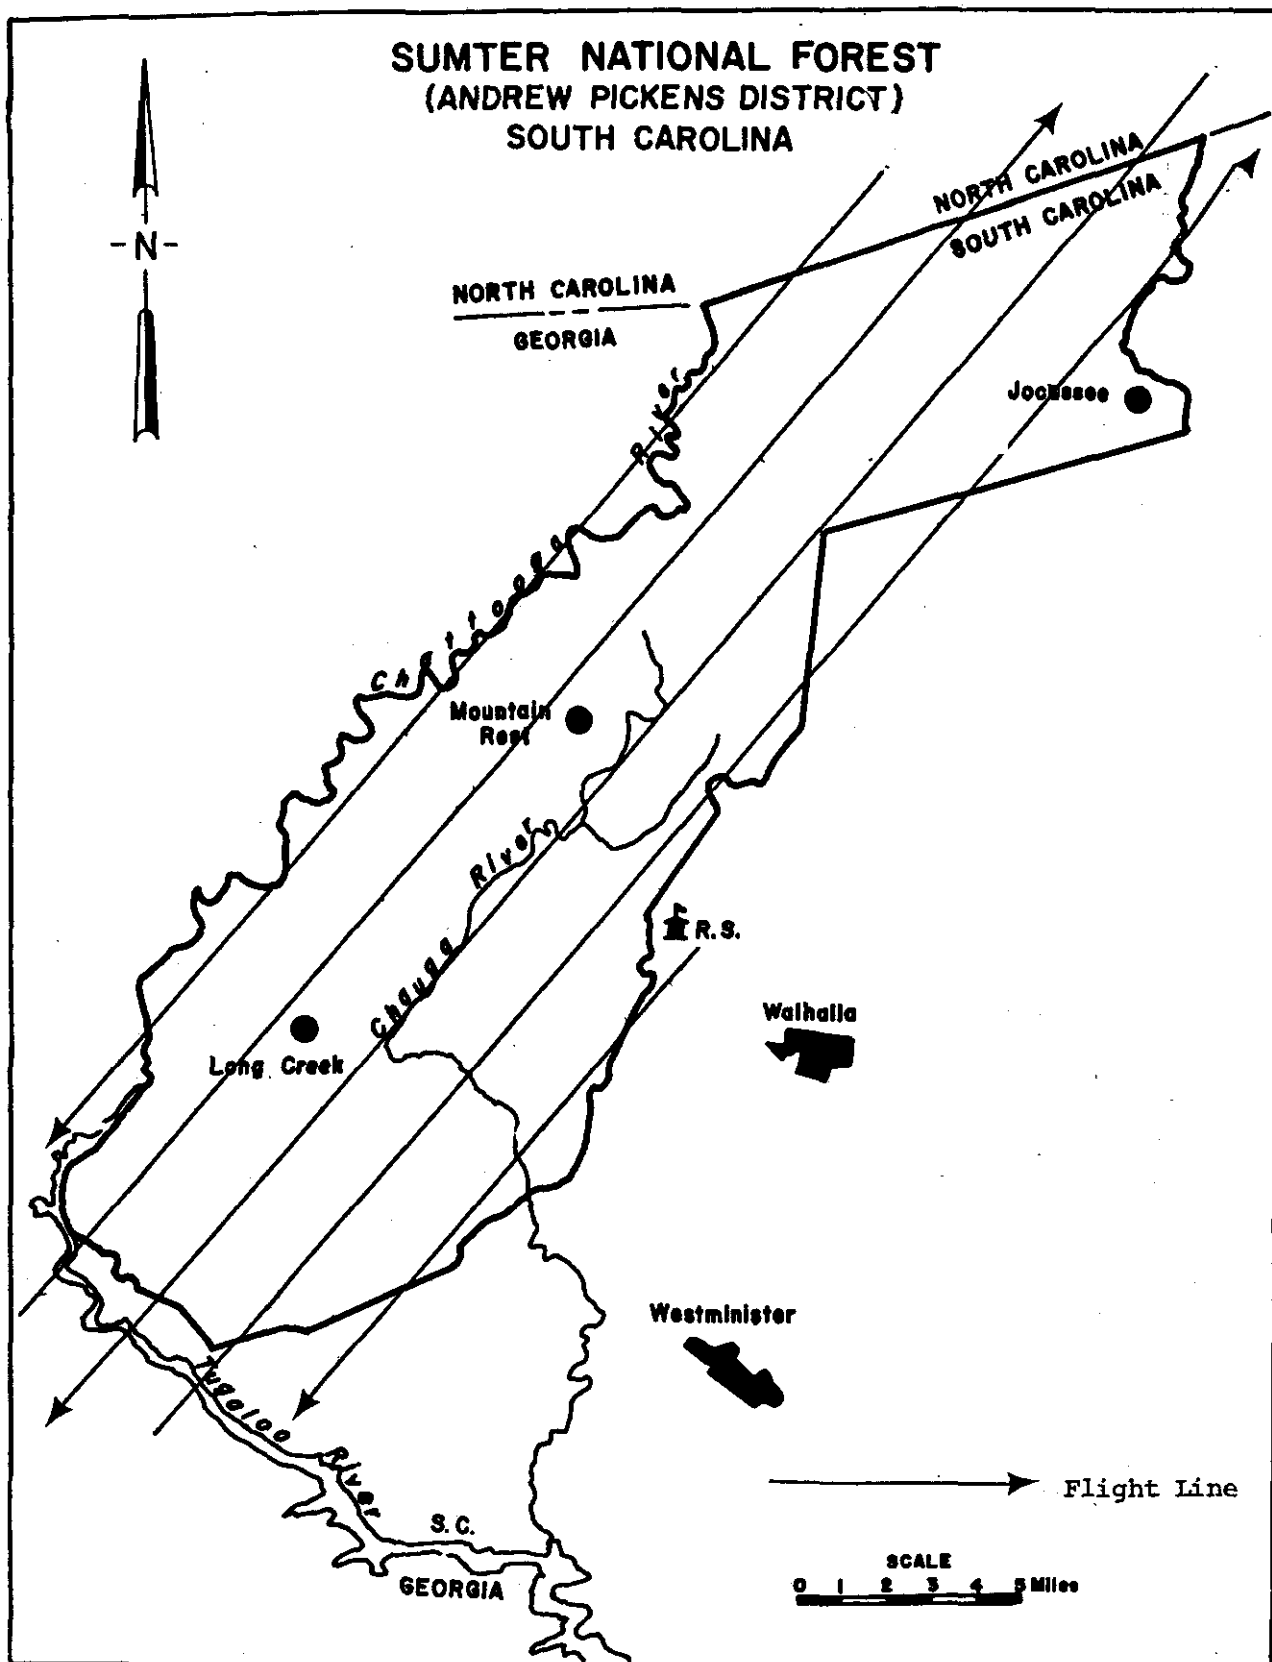 SUMTER NATIONAL FOREST
(ANDREW PICKENS DISTRICT)
SOUTH CAROLINA
-N-
NORTH CAROLINA
SOUTH CAROLINA
NORTH CAROLINA
GEORGIA
Jocassee
Chattooga River
Mountain
Rest
Chauga River
R.S.
Walhalla
Long Creek
Westminister
Tugaloo River
Flight Line
S.C.
GEORGIA
SCALE
0 1 2 3 4 5 Miles